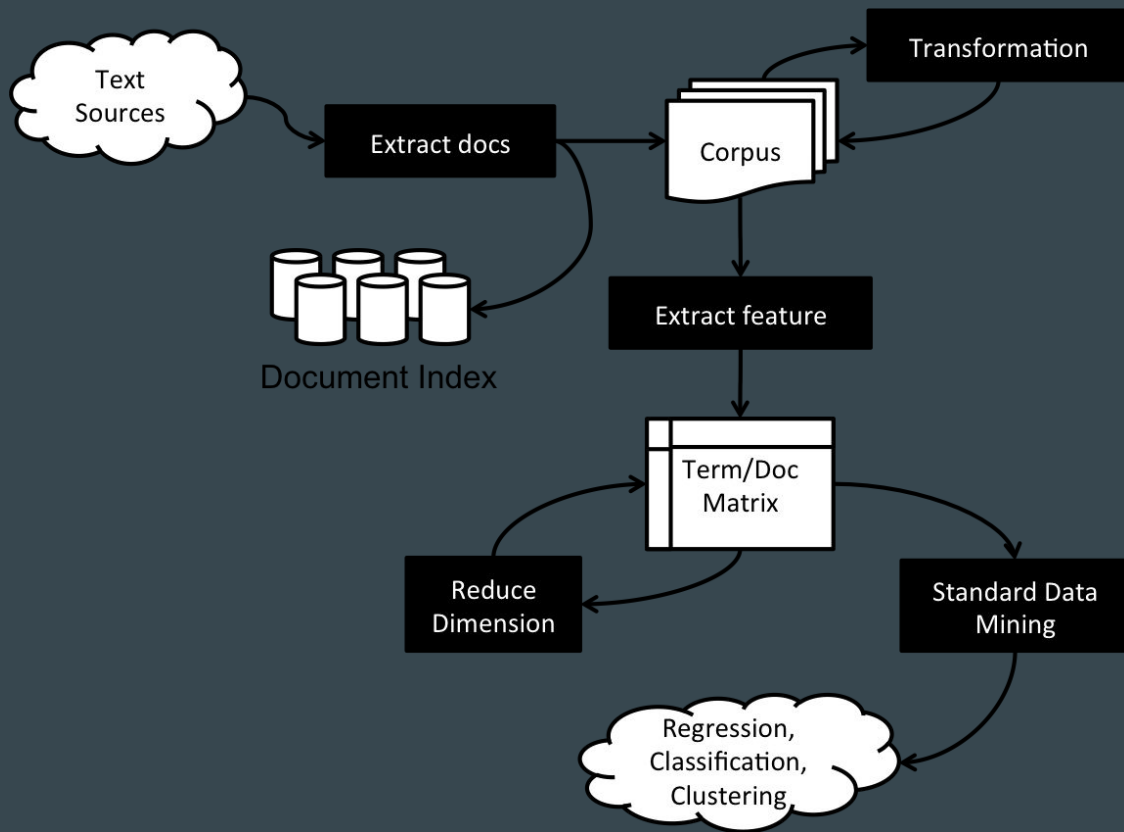 Text
Sources
Extract docs
Corpus
Transformation
Document Index
Extract feature
Term/Doc
Matrix
Reduce
Dimension
Standard Data
Mining
Regression,
Classification,
Clustering